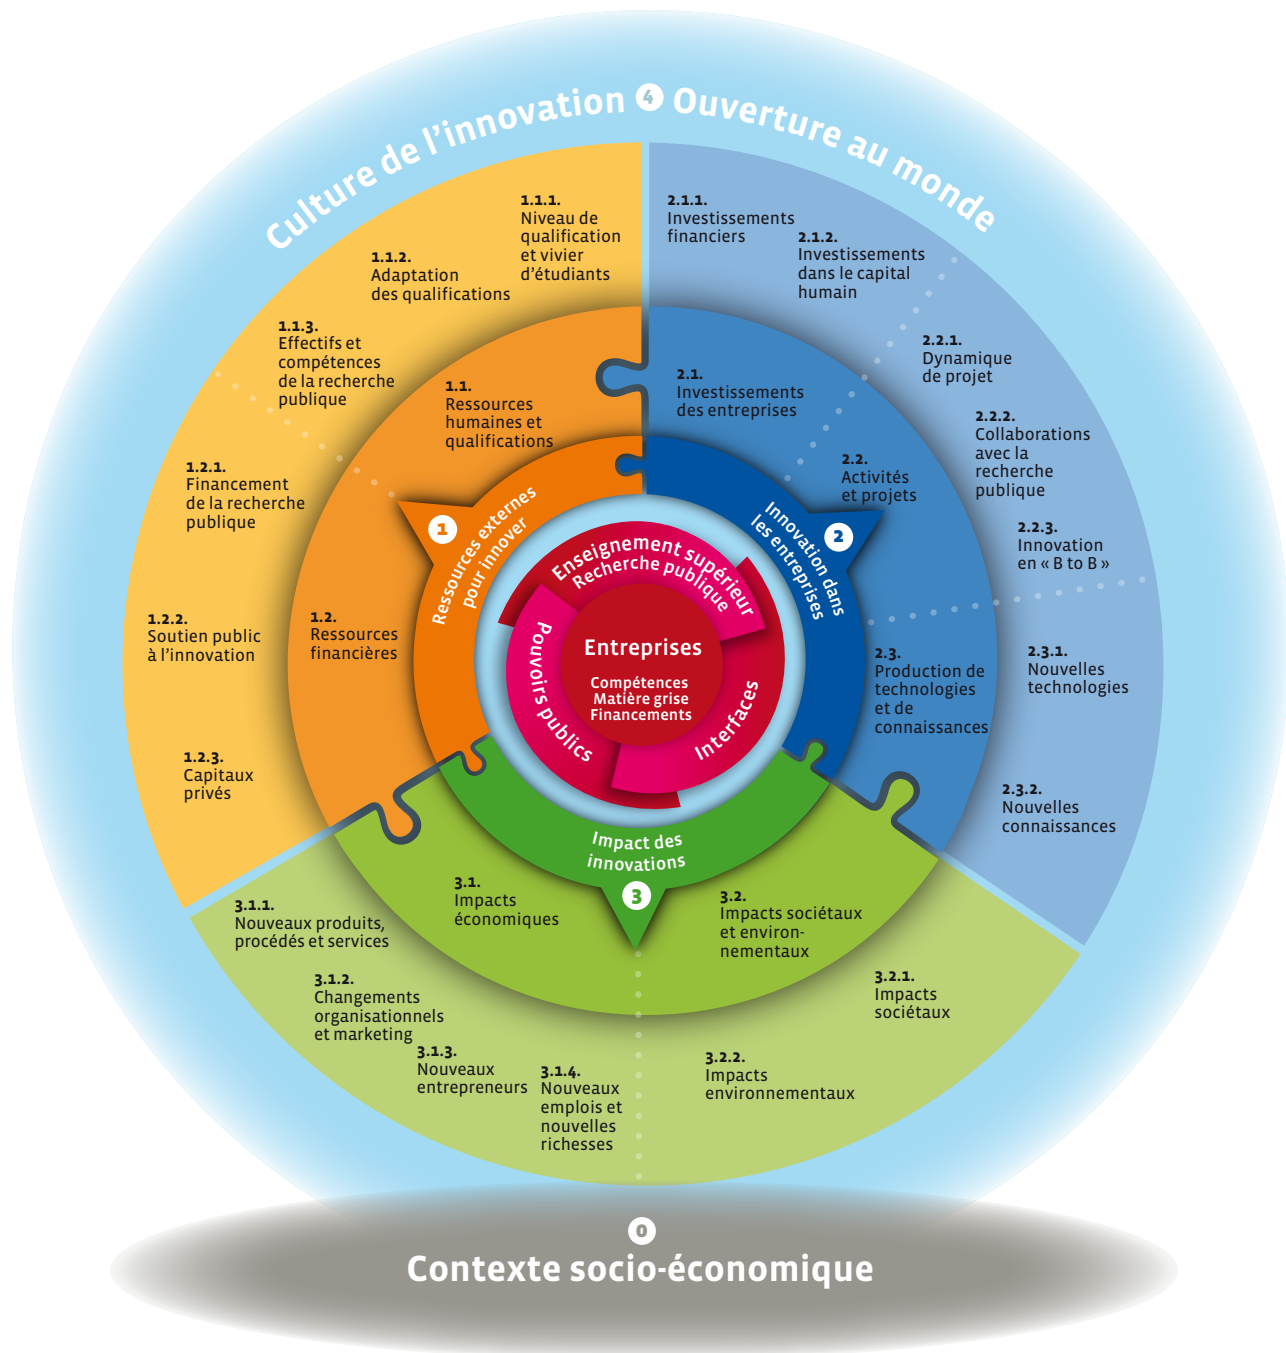 Culture de l'innovation 4 Ouverture au monde
1.1.1.
Niveau de
qualification
et vivier
d'étudiants
1.1.2.
Adaptation
des qualifications
1.1.3.
Effectifs et
compétences
de la recherche
publique
1.2.1.
Financement
de la recherche
publique
1.2.2.
Soutien public
à l'innovation
1.2.3.
Capitaux
privés
1.1.
Ressources
humaines et
qualifications
1.2.
Ressources
financières
1
Ressources externes
pour innover
2.1.1.
Investissements
financiers
2.1.2.
Investissements
dans le capital
humain
2.2.1.
Dynamique
de projet
2.2.2.
Collaborations
avec la
recherche
publique
2.2.3.
Innovation
en « B to B »
2.3.1.
Nouvelles
technologies
2.3.2.
Nouvelles
connaissances
2.1.
Investissements
des entreprises
2.2.
Activités
et projets
2.3.
Production de
technologies
et de
connaissances
2
Innovation dans
les entreprises
Enseignement supérieur
Recherche publique
Pouvoirs publics
Interfaces
Entreprises
Compétences
Matière grise
Financements
Impact des
innovations
3
3.1.
Impacts
économiques
3.2.
Impacts sociétaux
et environ-
nementaux
3.1.1.
Nouveaux produits,
procédés et services
3.1.2.
Changements
organisationnels
et marketing
3.1.3.
Nouveaux
entrepreneurs
3.1.4.
Nouveaux
emplois et
nouvelles
richesses
3.2.1.
Impacts
sociétaux
3.2.2.
Impacts
environnementaux
0
Contexte socio-économique